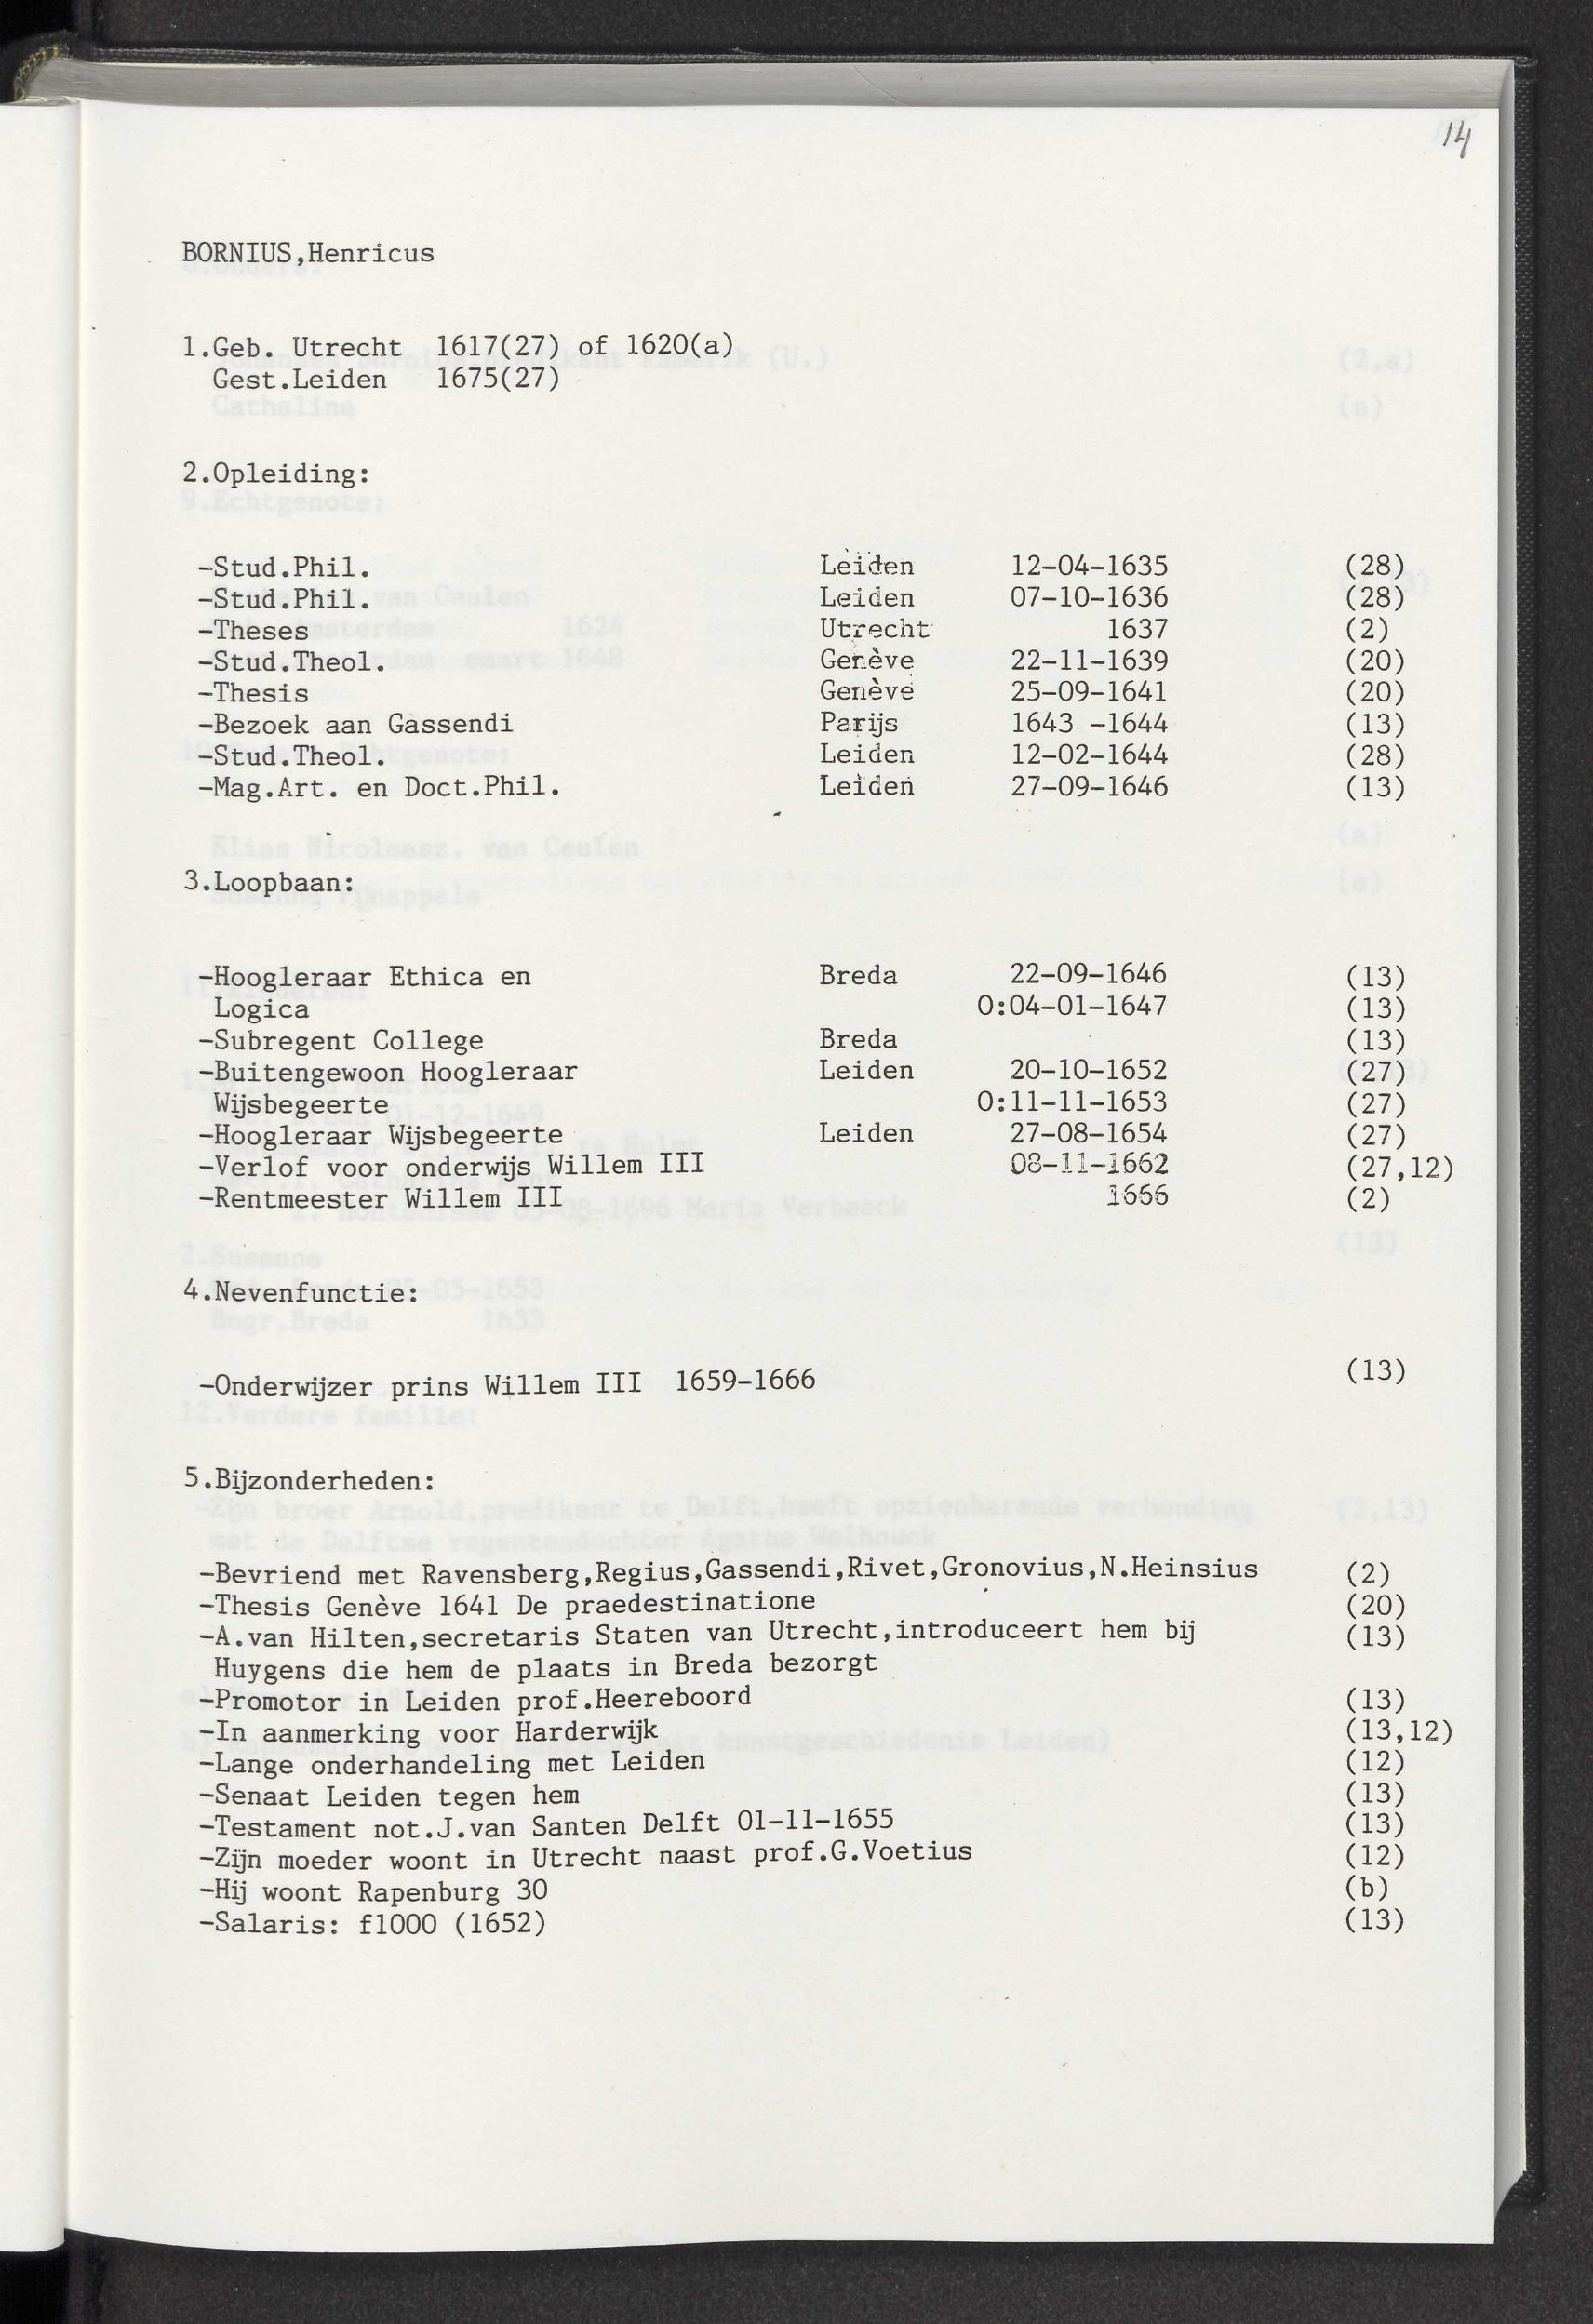 14
BORNIUS,Henricus
1.Geb. Utrecht 1617(27) of 1620(a)
Gest.Leiden 1675(27)
2.Opleiding:
-Stud.Phil. Leiden 12-04-1635 (28)
-Stud.Phil. Leiden 07-10-1636 (28)
-Theses Utrecht 1637 (2)
-Stud.Theol. Genève 22-11-1639 (20)
-Thesis Genève 25-09-1641 (20)
-Bezoek aan Gassendi Parijs 1643 -1644 (13)
-Stud.Theol. Leiden 12-02-1644 (28)
-Mag.Art. en Doct.Phil. Leiden 27-09-1646 (13)
3.Loopbaan:
-Hoogleraar Ethica en Breda 22-09-1646 (13)
Logica O:04-01-1647 (13)
-Subregent College Breda (13)
-Buitengewoon Hoogleraar Leiden 20-10-1652 (27)
Wijsbegeerte O:11-11-1653 (27)
-Hoogleraar Wijsbegeerte Leiden 27-08-1654 (27)
-Verlof voor onderwijs Willem III 08-11-1662 (27,12)
-Rentmeester Willem III 1666 (2)
4.Nevenfunctie:
-Onderwijzer prins Willem III 1659-1666 (13)
5.Bijzonderheden:
-Bevriend met Ravensberg,Regius,Gassendi,Rivet,Gronovius,N.Heinsius (2)
-Thesis Genève 1641 De praedestinatione (20)
-A.van Hilten,secretaris Staten van Utrecht,introduceert hem bij (13)
Huygens die hem de plaats in Breda bezorgt
-Promotor in Leiden prof.Heereboord (13)
-In aanmerking voor Harderwijk (13,12)
-Lange onderhandeling met Leiden (12)
-Senaat Leiden tegen hem (13)
-Testament not.J.van Santen Delft 01-11-1655 (13)
-Zijn moeder woont in Utrecht naast prof.G.Voetius (12)
-Hij woont Rapenburg 30 (b)
-Salaris: f1000 (1652) (13)